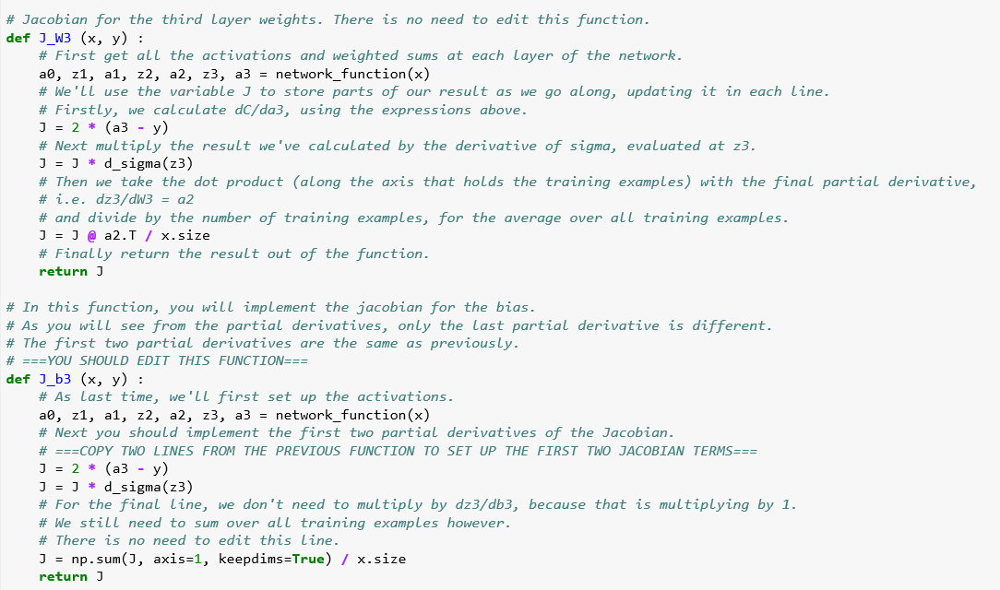 # Jacobian for the third layer weights. There is no need to edit this function.
def J_W3 (x, y) :
    # First get all the activations and weighted sums at each layer of the network.
    a0, z1, a1, z2, a2, z3, a3 = network_function(x)
    # We'll use the variable J to store parts of our result as we go along, updating it in each line.
    # Firstly, we calculate dC/da3, using the expressions above.
    J = 2 * (a3 - y)
    # Next multiply the result we've calculated by the derivative of sigma, evaluated at z3.
    J = J * d_sigma(z3)
    # Then we take the dot product (along the axis that holds the training examples) with the final partial derivative,
    # i.e. dz3/dW3 = a2
    # and divide by the number of training examples, for the average over all training examples.
    J = J @ a2.T / x.size
    # Finally return the result out of the function.
    return J

# In this function, you will implement the jacobian for the bias.
# As you will see from the partial derivatives, only the last partial derivative is different.
# The first two partial derivatives are the same as previously.
# ===YOU SHOULD EDIT THIS FUNCTION===
def J_b3 (x, y) :
    # As last time, we'll first set up the activations.
    a0, z1, a1, z2, a2, z3, a3 = network_function(x)
    # Next you should implement the first two partial derivatives of the Jacobian.
    # ===COPY TWO LINES FROM THE PREVIOUS FUNCTION TO SET UP THE FIRST TWO JACOBIAN TERMS===
    J = 2 * (a3 - y)
    J = J * d_sigma(z3)
    # For the final line, we don't need to multiply by dz3/db3, because that is multiplying by 1.
    # We still need to sum over all training examples however.
    # There is no need to edit this line.
    J = np.sum(J, axis=1, keepdims=True) / x.size
    return J